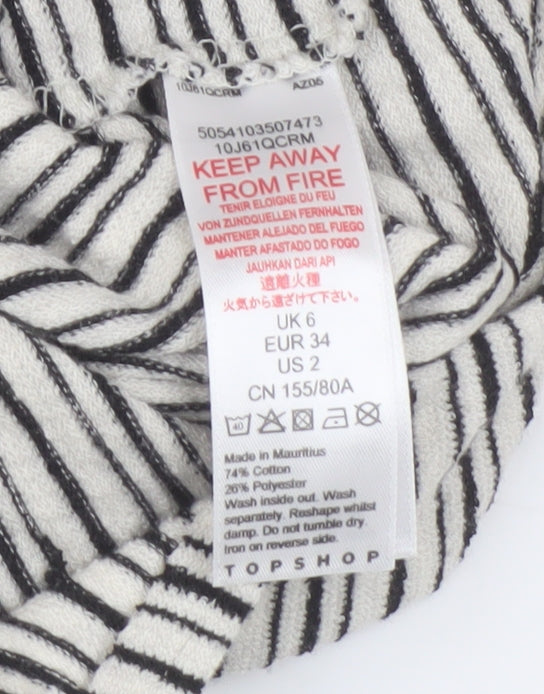 10J61QCRM AZ06
5054103507473
10J61QCRM
KEEP AWAY
FROM FIRE
TENIR ELOIGNE DU FEU
VON ZUNDQUELLEN FERNHALTEN
MANTENER ALEJADO DEL FUEGO
MANTER AFASTADO DO FOGO
JAUHKAN DARI API
遠離火種
火気から遠ざけて下さい。
UK 6
EUR 34
US 2
CN 155/80A
40
Made in Mauritius
74% Cotton
26% Polyester
Wash inside out. Wash
separately. Reshape whilst
damp. Do not tumble dry.
Iron on reverse side.
TOPSHOP